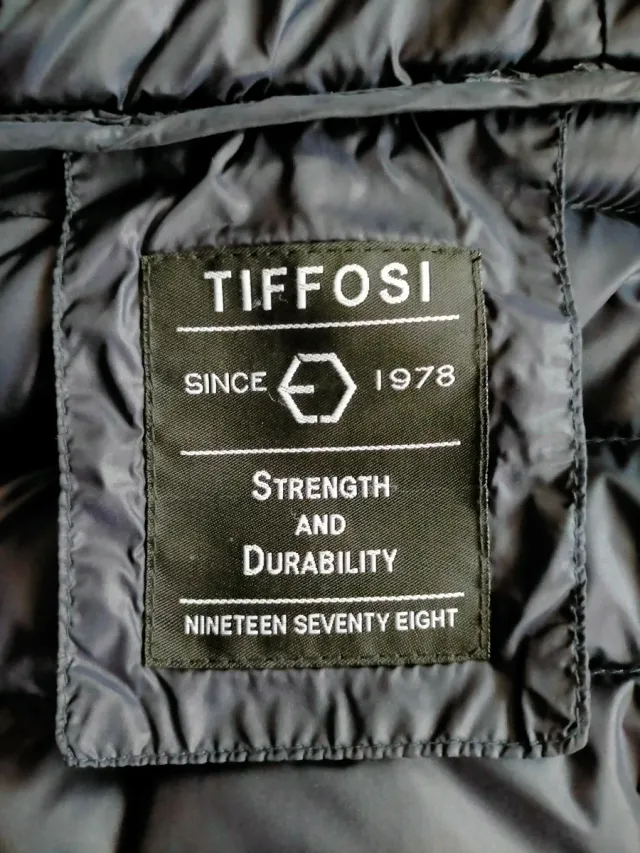 TIFFOSI
SINCE 1978
STRENGTH
AND
DURABILITY
NINETEEN SEVENTY EIGHT